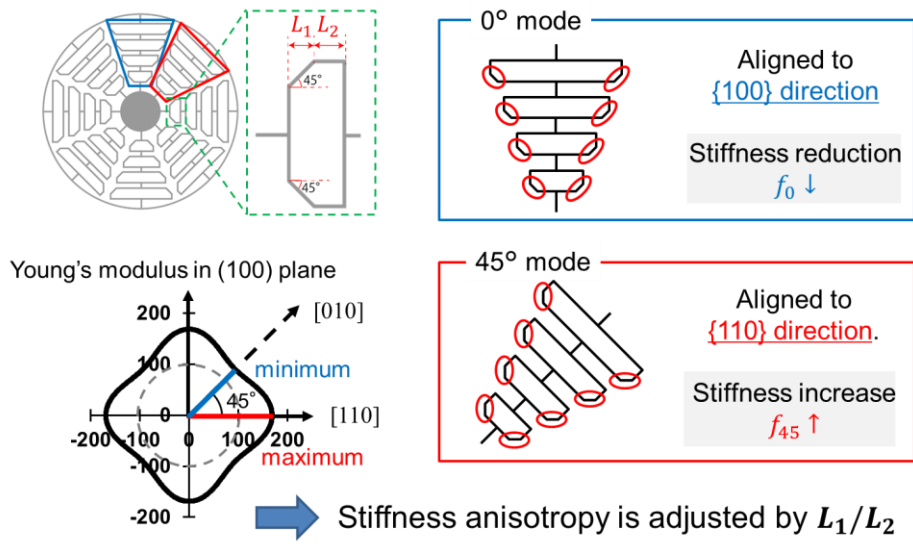 L₁ L₂
45°
45°
0° mode
Aligned to
{100} direction
Stiffness reduction
f₀ ↓
Young's modulus in (100) plane
200
100
0
-100
-200
-200 -100 0 100 200
[010]
minimum
45°
[110]
maximum
45° mode
Aligned to
{110} direction.
Stiffness increase
f₄₅ ↑
Stiffness anisotropy is adjusted by L₁/L₂